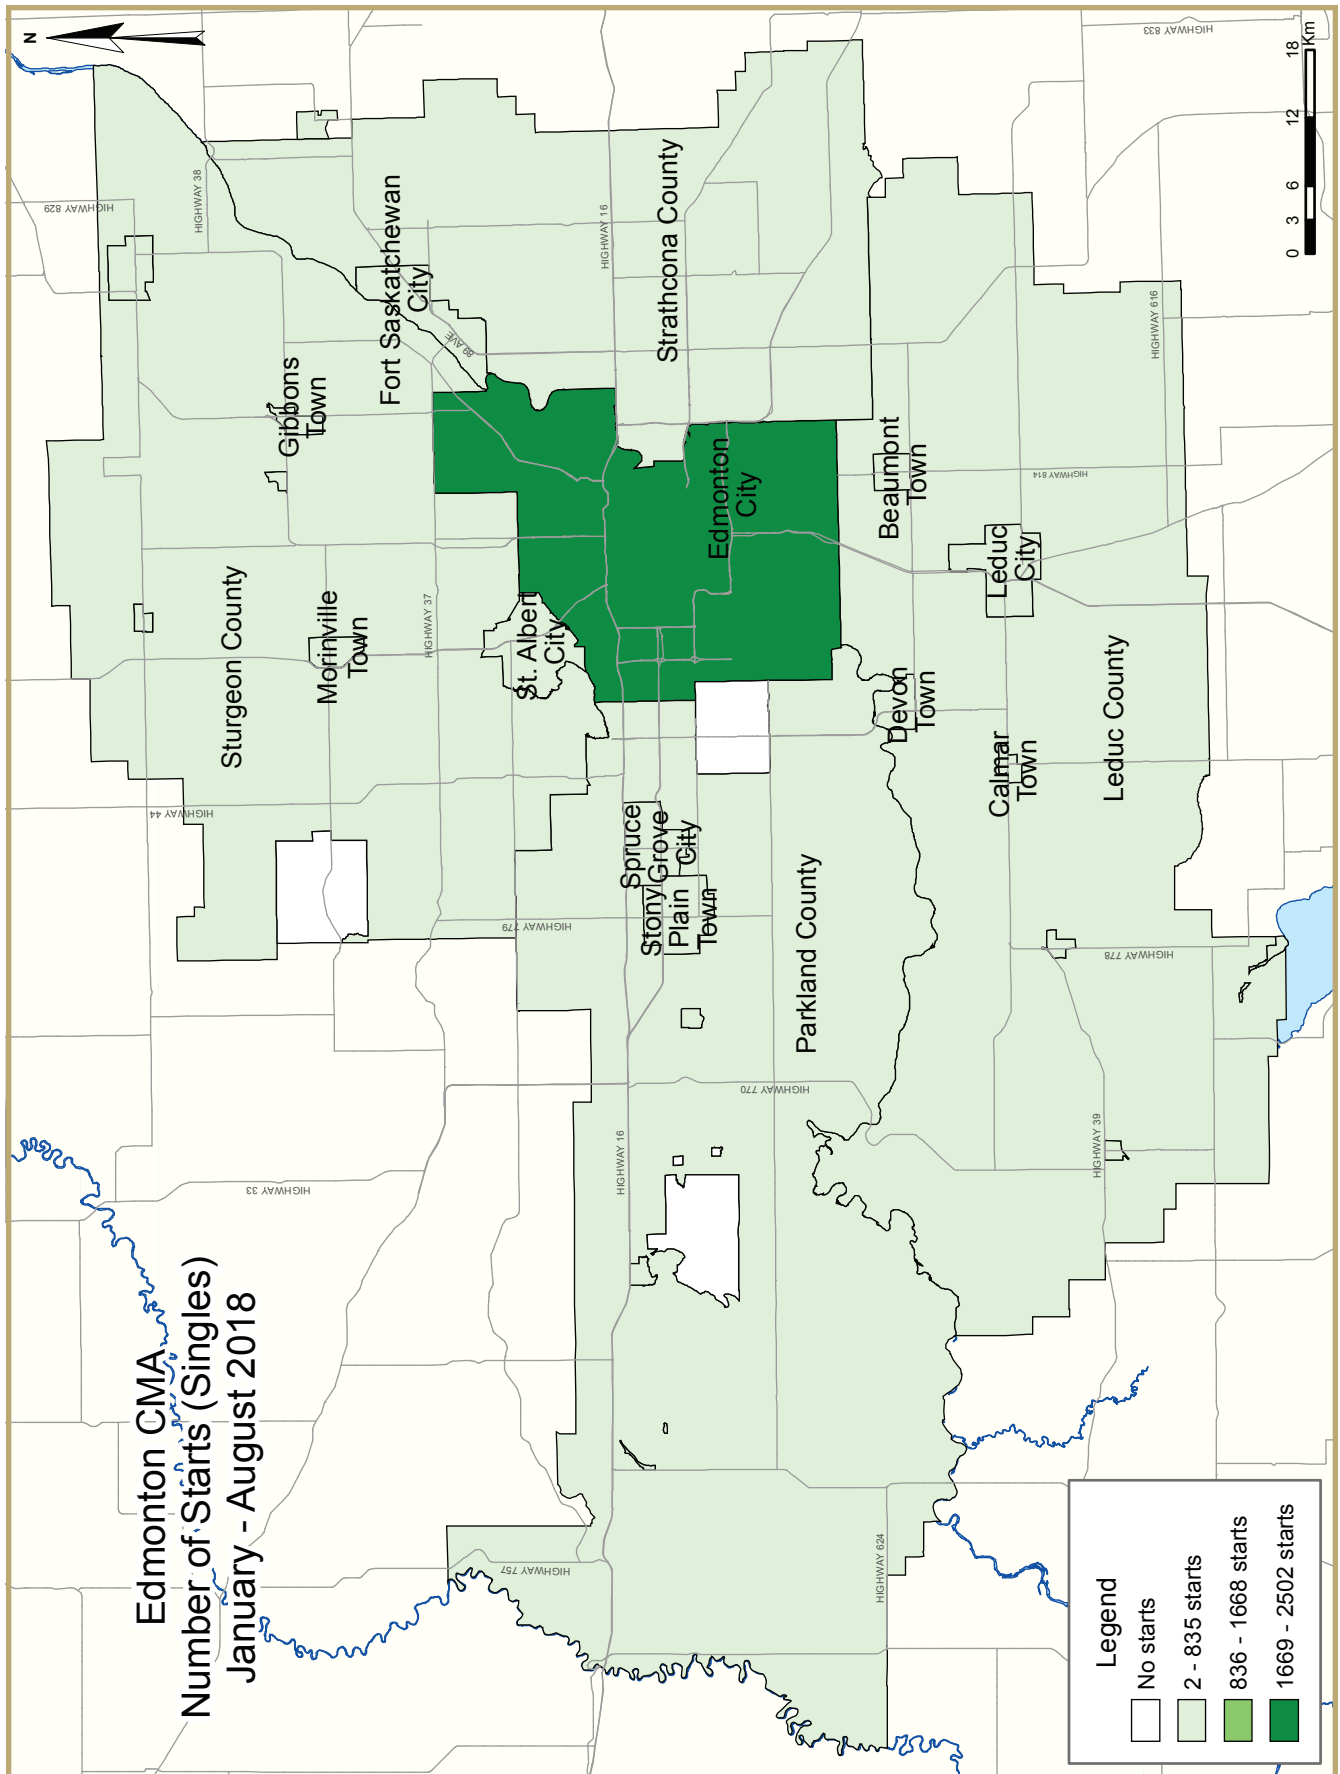 Edmonton CMA
Number of Starts (Singles)
January - August 2018
N
HIGHWAY 829
HIGHWAY 38
HIGHWAY 833
Gibbons
Town
Fort Saskatchewan
City
89 AVE
HIGHWAY 44
Sturgeon County
Morinville
Town
HIGHWAY 37
St. Albert
City
HIGHWAY 33
HIGHWAY 779
HIGHWAY 757
HIGHWAY 16
HIGHWAY 16
Strathcona County
Spruce
Grove
City
Stony
Plain
Town
Edmonton
City
HIGHWAY 770
Parkland County
HIGHWAY 624
Devon
Town
Beaumont
Town
Calmar
Town
Leduc
City
HIGHWAY 814
HIGHWAY 39
HIGHWAY 778
Leduc County
HIGHWAY 616
Legend
No starts
2 - 835 starts
836 - 1668 starts
1669 - 2502 starts
0 3 6 12 18
Km